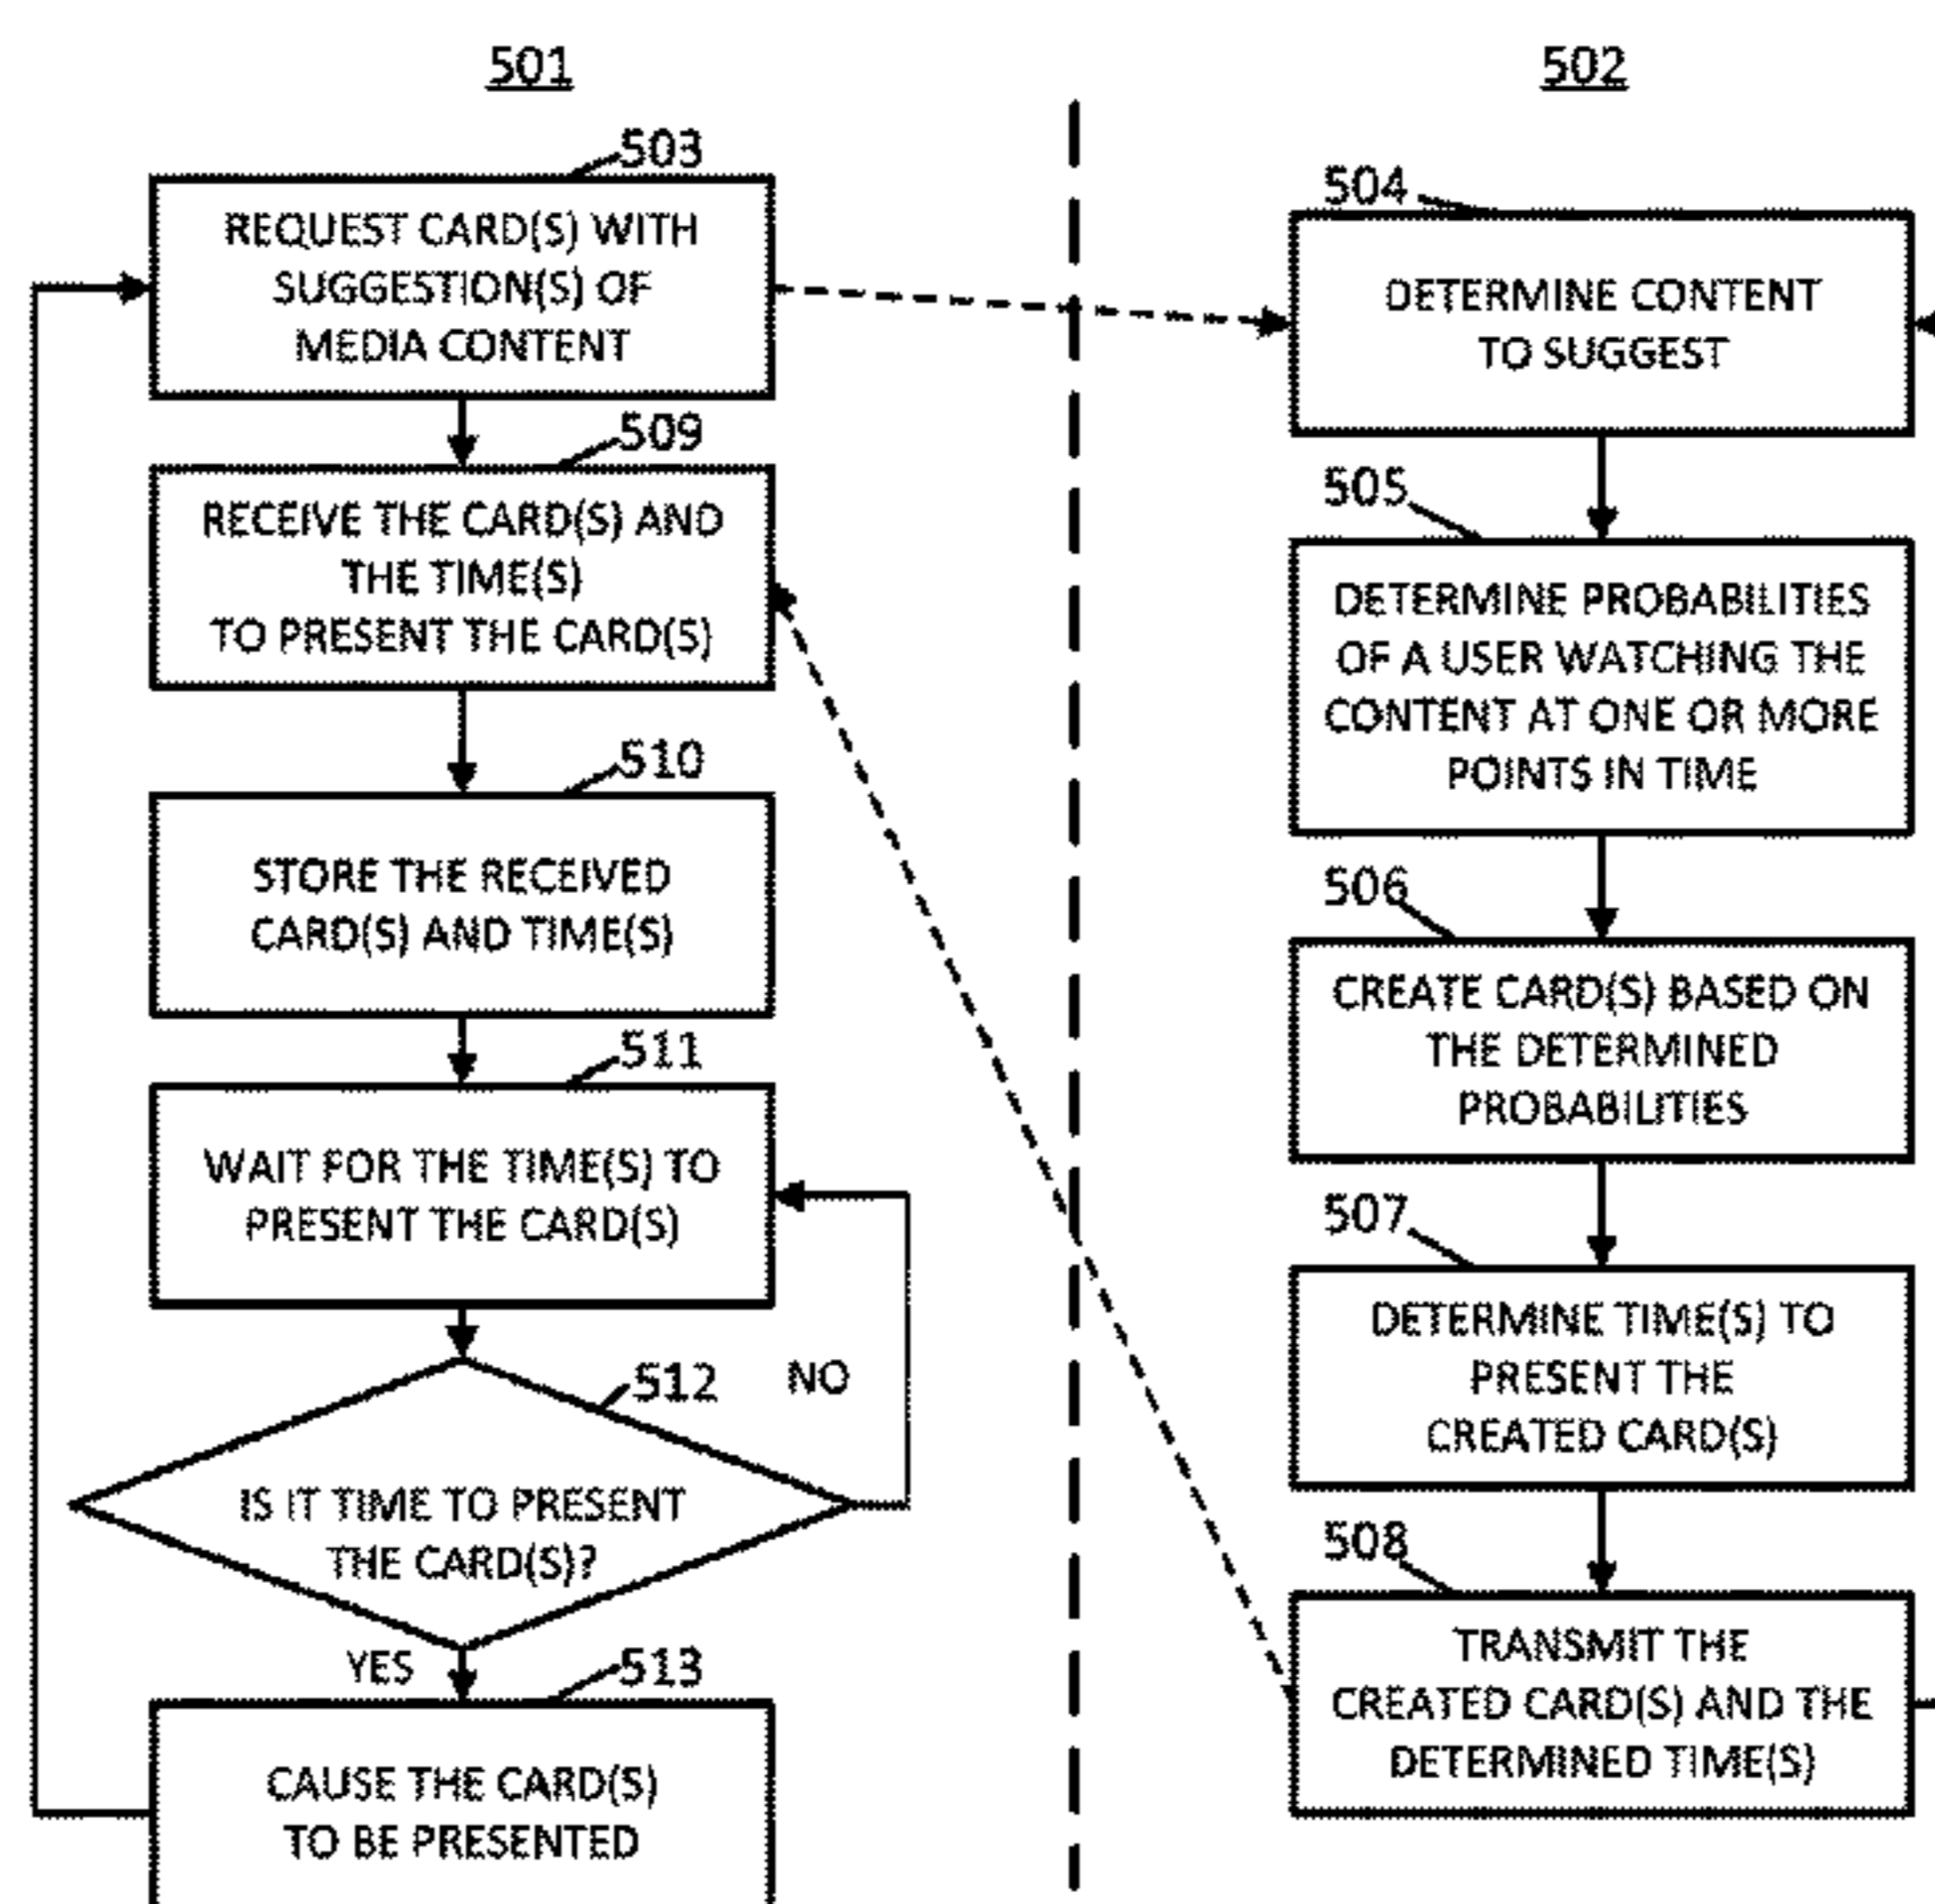 501
503
REQUEST CARD(S) WITH
SUGGESTION(S) OF
MEDIA CONTENT
509
RECEIVE THE CARD(S) AND
THE TIME(S)
TO PRESENT THE CARD(S)
510
STORE THE RECEIVED
CARD(S) AND TIME(S)
511
WAIT FOR THE TIME(S) TO
PRESENT THE CARD(S)
512
NO
IS IT TIME TO PRESENT
THE CARD(S)?
YES
513
CAUSE THE CARD(S)
TO BE PRESENTED
502
504
DETERMINE CONTENT
TO SUGGEST
505
DETERMINE PROBABILITIES
OF A USER WATCHING THE
CONTENT AT ONE OR MORE
POINTS IN TIME
506
CREATE CARD(S) BASED ON
THE DETERMINED
PROBABILITIES
507
DETERMINE TIME(S) TO
PRESENT THE
CREATED CARD(S)
508
TRANSMIT THE
CREATED CARD(S) AND THE
DETERMINED TIME(S)